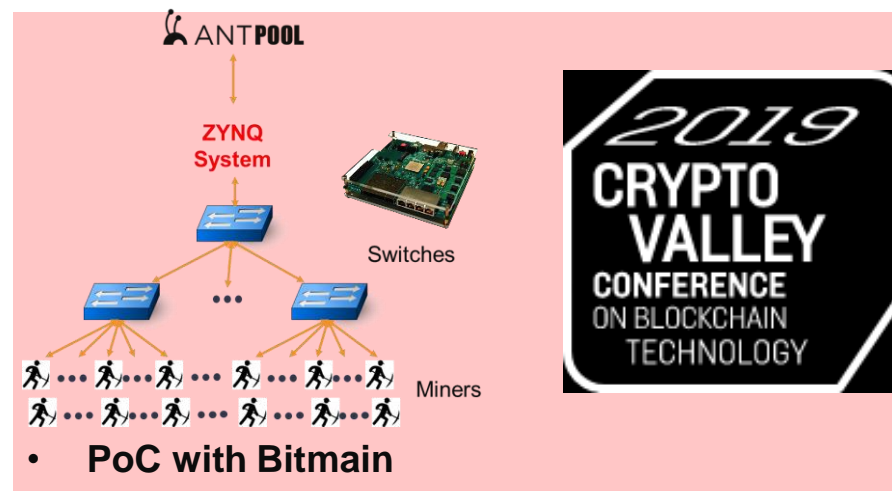 ANTPOOL
ZYNQ
System
Switches
Miners
• PoC with Bitmain
2019
CRYPTO
VALLEY
CONFERENCE
ON BLOCKCHAIN
TECHNOLOGY